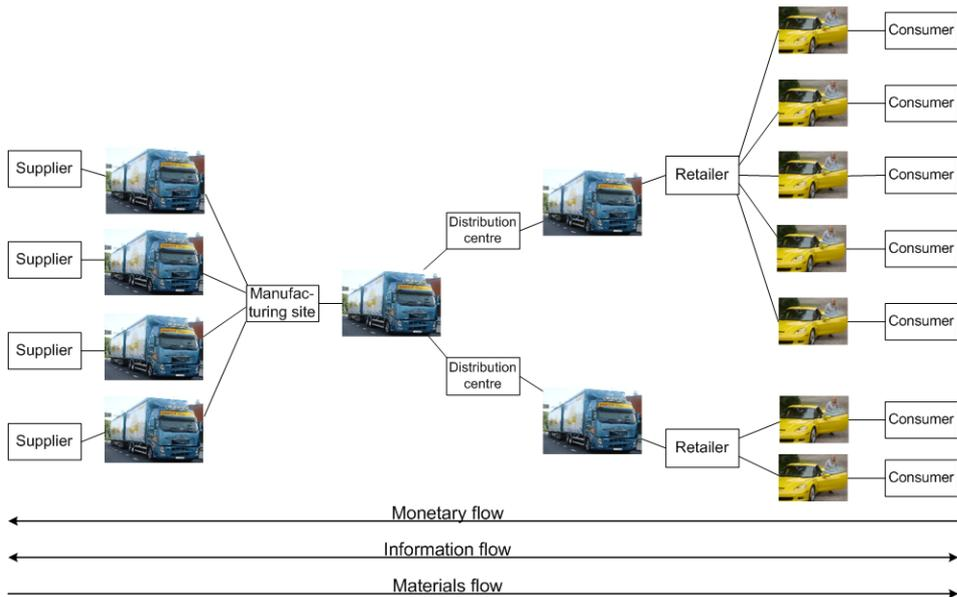 Consumer
Consumer
Supplier
Retailer
Consumer
Distribution
centre
Supplier
Consumer
Manufac-
turing site
Consumer
Supplier
Distribution
centre
Consumer
Supplier
Retailer
Consumer
Monetary flow
Information flow
Materials flow